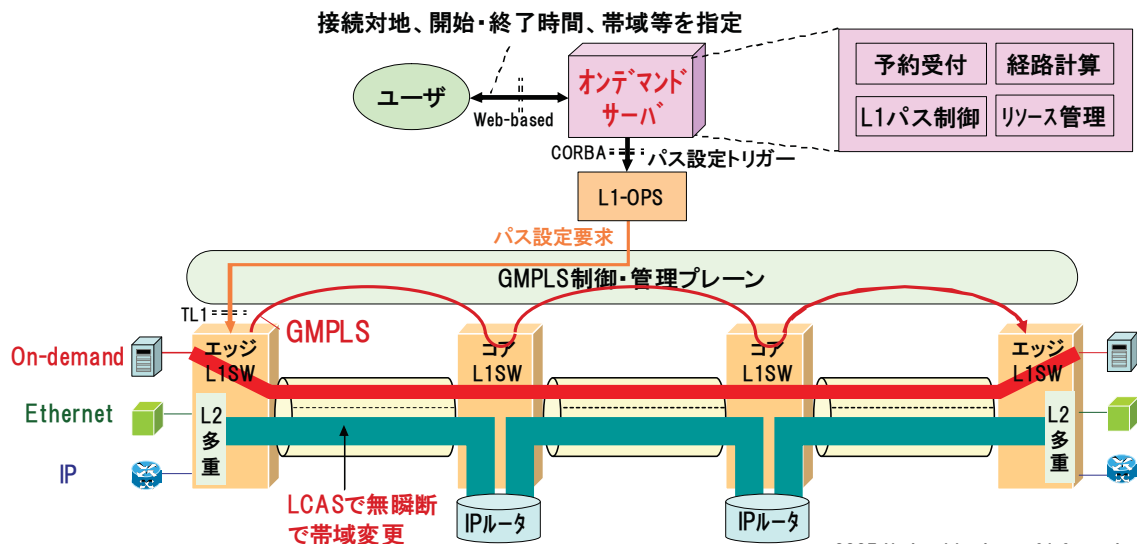 接続対地、開始・終了時間、帯域等を指定
ユーザ
Web-based
オンデマンド
サーバ
予約受付
経路計算
L1パス制御
リソース管理
CORBA
パス設定トリガー
L1-OPS
パス設定要求
GMPLS制御・管理プレーン
TL1
GMPLS
On-demand
Ethernet
IP
エッジ
L1SW
コア
L1SW
コア
L1SW
エッジ
L1SW
L2
多
重
L2
多
重
LCASで無瞬断
で帯域変更
IPルータ
IPルータ